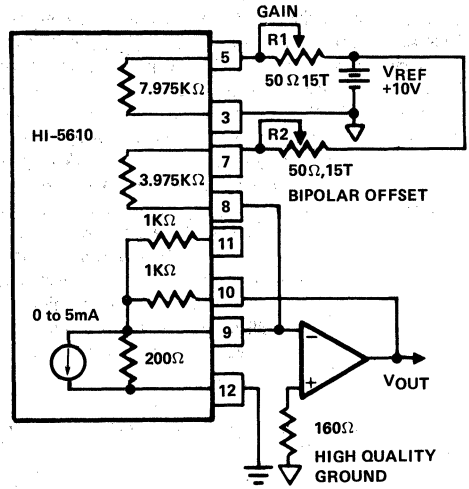 GAIN
R1
5
50 Ω 15T
VREF
+10V
7.975KΩ
3
HI-5610
R2
7
3.975KΩ
50Ω,15T
8
BIPOLAR OFFSET
1KΩ
11
1KΩ
10
0 to 5mA
9
200Ω
VOUT
12
160Ω
HIGH QUALITY
GROUND